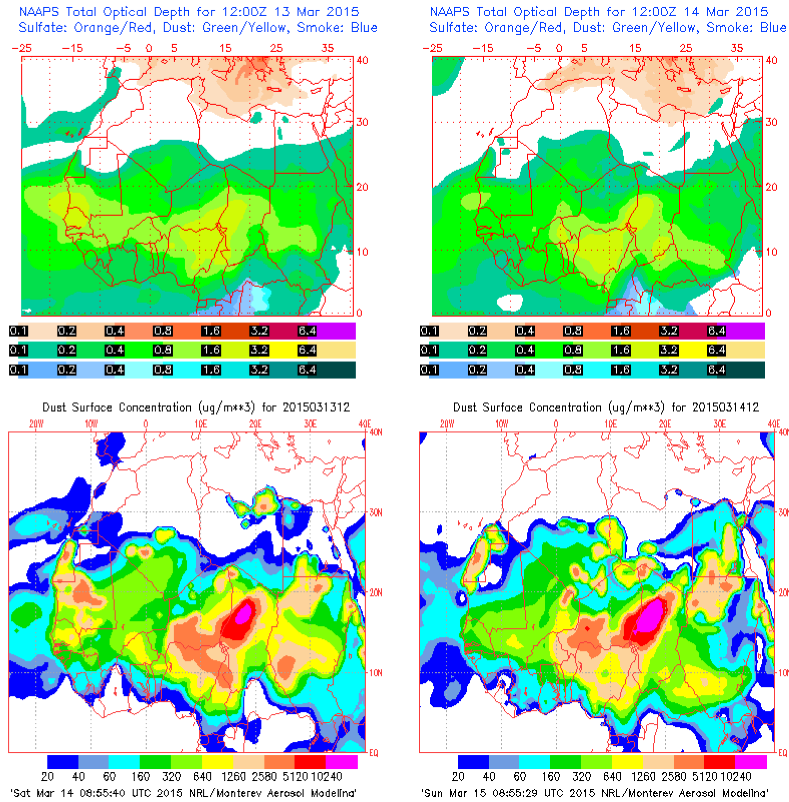 NAAPS Total Optical Depth for 12:00Z 13 Mar 2015
Sulfate: Orange/Red, Dust: Green/Yellow, Smoke: Blue
-25 -15 -5 0 5 15 25 35
40
30
20
10
0
0.1 0.2 0.4 0.8 1.6 3.2 6.4
0.1 0.2 0.4 0.8 1.6 3.2 6.4
0.1 0.2 0.4 0.8 1.6 3.2 6.4
NAAPS Total Optical Depth for 12:00Z 14 Mar 2015
Sulfate: Orange/Red, Dust: Green/Yellow, Smoke: Blue
-25 -15 -5 0 5 15 25 35
40
30
20
10
0
0.1 0.2 0.4 0.8 1.6 3.2 6.4
0.1 0.2 0.4 0.8 1.6 3.2 6.4
0.1 0.2 0.4 0.8 1.6 3.2 6.4
Dust Surface Concentration (ug/m**3) for 2015031312
20W 10W 0 10E 20E 30E 40E
40N
30N
20N
10N
EQ
20 40 60 160 320 640 1260 2580 5120 10240
'Sat Mar 14 08:55:40 UTC 2015 NRL/Monterey Aerosol Modeling'
Dust Surface Concentration (ug/m**3) for 2015031412
20W 10W 0 10E 20E 30E 40E
40N
30N
20N
10N
EQ
20 40 60 160 320 640 1260 2580 5120 10240
'Sun Mar 15 08:55:29 UTC 2015 NRL/Monterey Aerosol Modeling'